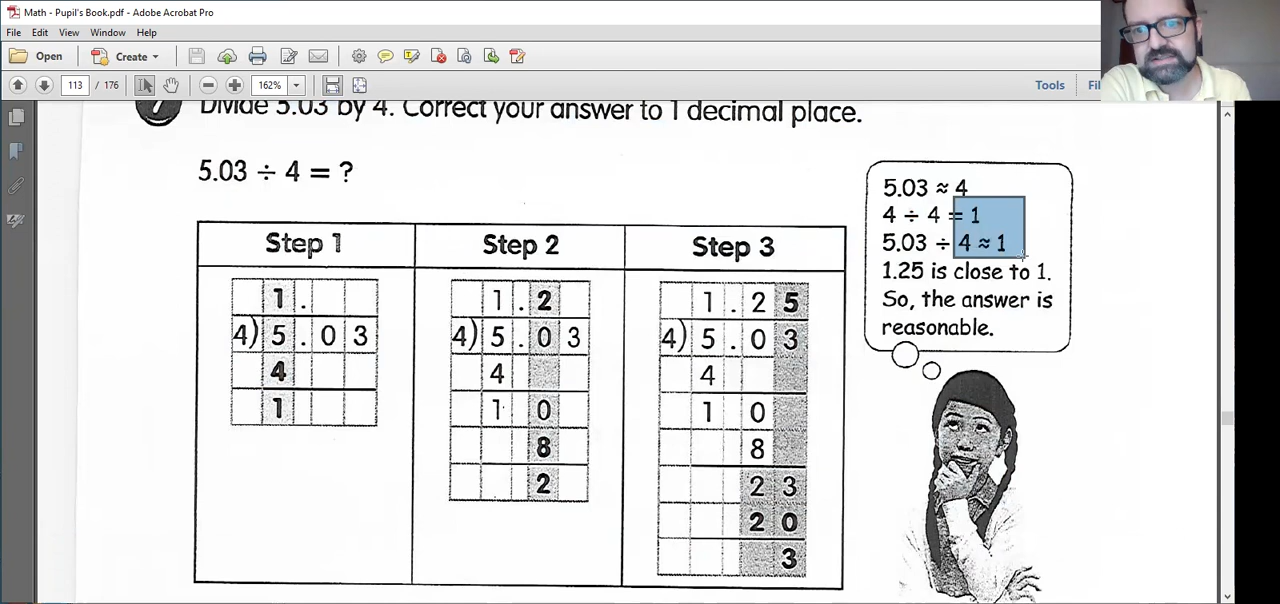 Math - Pupil's Book.pdf - Adobe Acrobat Pro
File Edit View Window Help
Open Create
113 / 176 162% Tools
7 Divide 5.03 by 4. Correct your answer to 1 decimal place.
5.03 ÷ 4 = ?
Step 1 Step 2 Step 3
1.
4)5.03
4
1
1.2
4)5.03
4
10
8
2
1.25
4)5.03
4
10
8
23
20
3
5.03 ≈ 4
4 ÷ 4 = 1
5.03 ÷ 4 ≈ 1
1.25 is close to 1.
So, the answer is
reasonable.